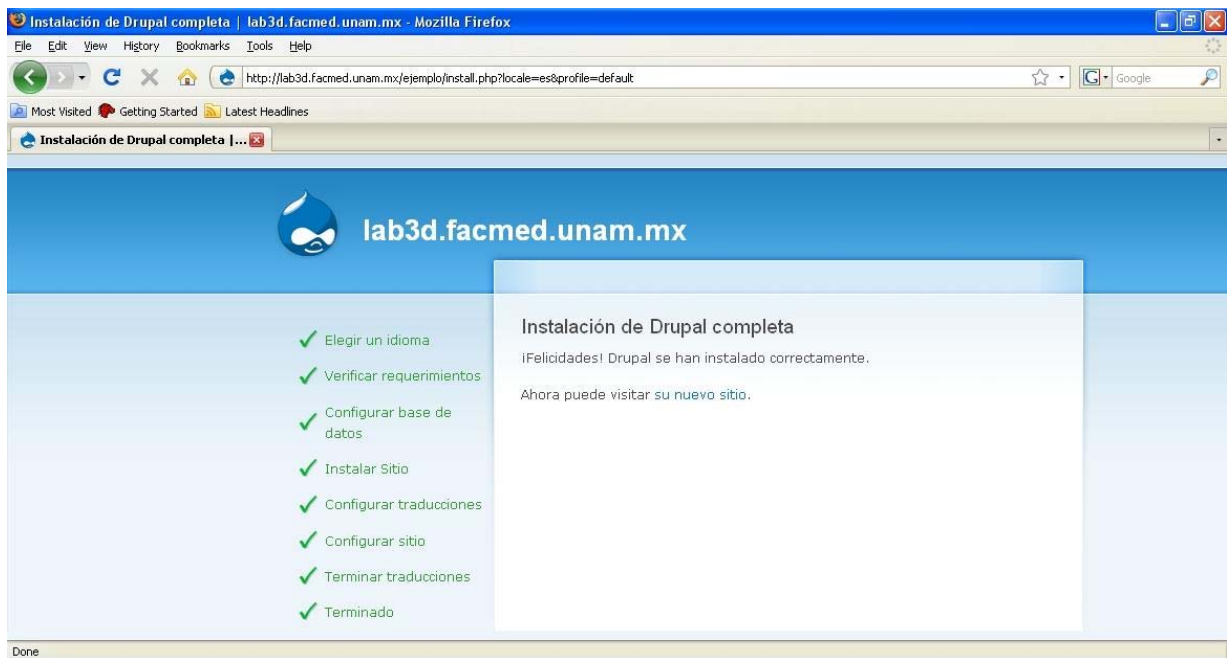 Instalación de Drupal completa | lab3d.facmed.unam.mx - Mozilla Firefox
File Edit View History Bookmarks Tools Help
http://lab3d.facmed.unam.mx/ejemplo/install.php?locale=es&profile=default
G Google
Most Visited Getting Started Latest Headlines
Instalación de Drupal completa |...
lab3d.facmed.unam.mx
Elegir un idioma
Verificar requerimientos
Configurar base de
datos
Instalar Sitio
Configurar traducciones
Configurar sitio
Terminar traducciones
Terminado
Instalación de Drupal completa
¡Felicidades! Drupal se han instalado correctamente.
Ahora puede visitar su nuevo sitio.
Done